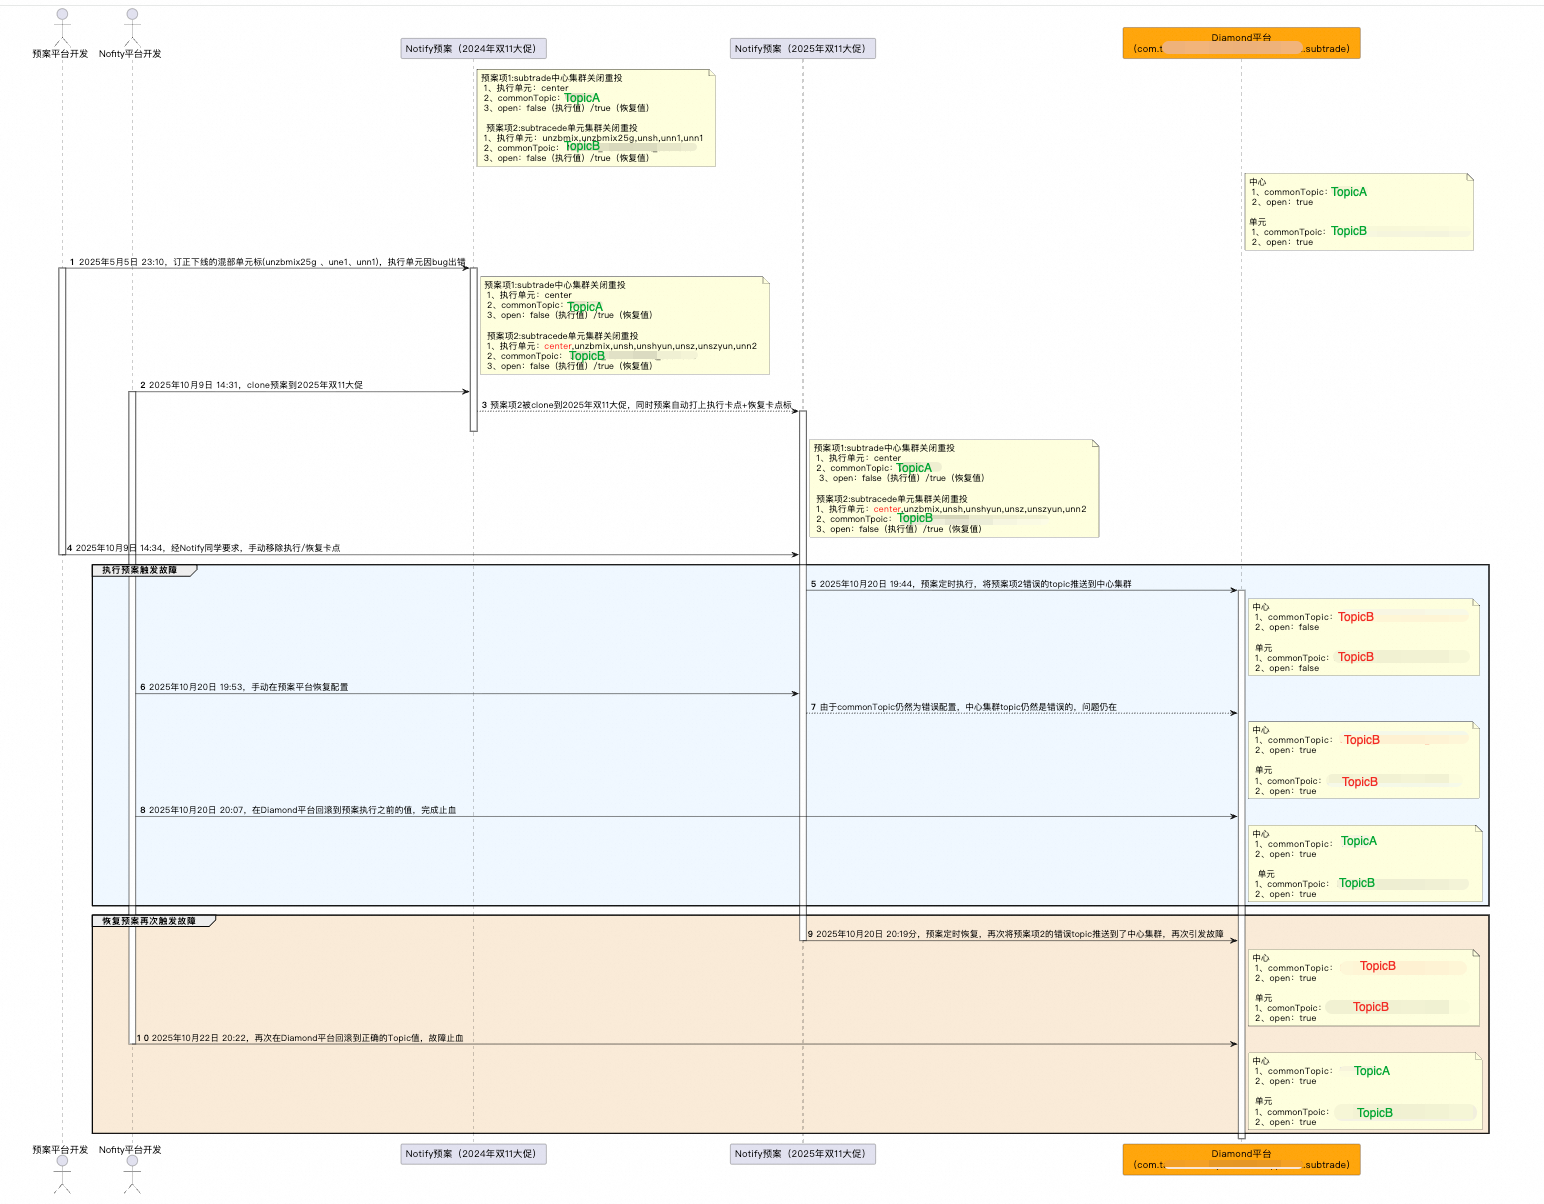 预案平台开发
Nofity平台开发
Notify预案（2024年双11大促）
Notify预案（2025年双11大促）
Diamond平台
(com.t
.subtrade)
预案项1:subtrade中心集群关闭重投
1、执行单元：center
2、commonTopic：TopicA
3、open：false（执行值）/true（恢复值）
预案项2:subtracede单元集群关闭重投
1、执行单元：unzbmix,unzbmix25g,unsh,unn1,unn1
2、commonTpoic：TopicB
3、open：false（执行值）/true（恢复值）
中心
1、commonTopic：TopicA
2、open：true
单元
1、commonTpoic：TopicB
2、open：true
1 2025年5月5日 23:10，订正下线的混部单元标(unzbmix25g 、une1、unn1)，执行单元因bug出错
预案项1:subtrade中心集群关闭重投
1、执行单元：center
2、commonTopic：TopicA
3、open：false（执行值）/true（恢复值）
预案项2:subtracede单元集群关闭重投
1、执行单元：center,unzbmix,unsh,unshyun,unsz,unszyun,unn2
2、commonTpoic：TopicB
3、open：false（执行值）/true（恢复值）
2 2025年10月9日 14:31，clone预案到2025年双11大促
3 预案项2被clone到2025年双11大促，同时预案自动打上执行卡点+恢复卡点标
预案项1:subtrade中心集群关闭重投
1、执行单元：center
2、commonTopic：TopicA
3、open：false（执行值）/true（恢复值）
预案项2:subtracede单元集群关闭重投
1、执行单元：center,unzbmix,unsh,unshyun,unsz,unszyun,unn2
2、commonTpoic：TopicB
3、open：false（执行值）/true（恢复值）
4 2025年10月9日 14:34，经Notify同学要求，手动移除执行/恢复卡点
执行预案触发故障
5 2025年10月20日 19:44，预案定时执行，将预案项2错误的topic推送到中心集群
中心
1、commonTopic：TopicB
2、open：false
单元
1、commonTpoic：TopicB
2、open：false
6 2025年10月20日 19:53，手动在预案平台恢复配置
7 由于commonTopic仍然为错误配置，中心集群topic仍然是错误的，问题仍在
中心
1、commonTopic：TopicB
2、open：true
单元
1、comonTpoic：TopicB
2、open：true
8 2025年10月20日 20:07，在Diamond平台回滚到预案执行之前的值，完成止血
中心
1、commonTopic：TopicA
2、open：true
单元
1、commonTpoic：TopicB
2、open：true
恢复预案再次触发故障
9 2025年10月20日 20:19分，预案定时恢复，再次将预案项2的错误topic推送到了中心集群，再次引发故障
中心
1、commonTopic：TopicB
2、open：true
单元
1、comonTpoic：TopicB
2、open：true
10 2025年10月22日 20:22，再次在Diamond平台回滚到正确的Topic值，故障止血
中心
1、commonTopic：TopicA
2、open：true
单元
1、commonTpoic：TopicB
2、open：true
预案平台开发
Nofity平台开发
Notify预案（2024年双11大促）
Notify预案（2025年双11大促）
Diamond平台
(com.t
.subtrade)